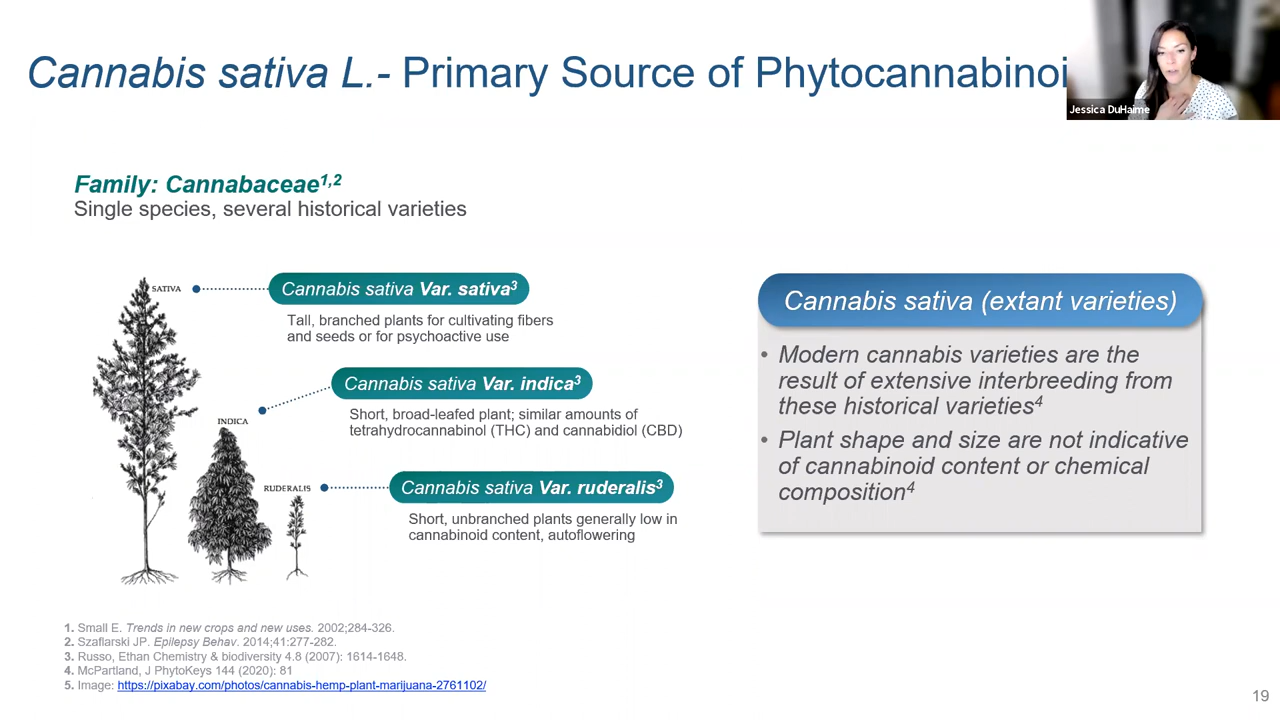 Cannabis sativa L.- Primary Source of Phytocannabinoi
Jessica DuHaime
Family: Cannabaceae1,2
Single species, several historical varieties
SATIVA
Cannabis sativa Var. sativa3
Tall, branched plants for cultivating fibers
and seeds or for psychoactive use
Cannabis sativa Var. indica3
INDICA
Short, broad-leafed plant; similar amounts of
tetrahydrocannabinol (THC) and cannabidiol (CBD)
RUDERALIS
Cannabis sativa Var. ruderalis3
Short, unbranched plants generally low in
cannabinoid content, autoflowering
Cannabis sativa (extant varieties)
• Modern cannabis varieties are the
result of extensive interbreeding from
these historical varieties4
• Plant shape and size are not indicative
of cannabinoid content or chemical
composition4
1. Small E. Trends in new crops and new uses. 2002;284-326.
2. Szaflarski JP. Epilepsy Behav. 2014;41:277-282.
3. Russo, Ethan Chemistry & biodiversity 4.8 (2007): 1614-1648.
4. McPartland, J PhytoKeys 144 (2020): 81
5. Image: https://pixabay.com/photos/cannabis-hemp-plant-marijuana-2761102/
19